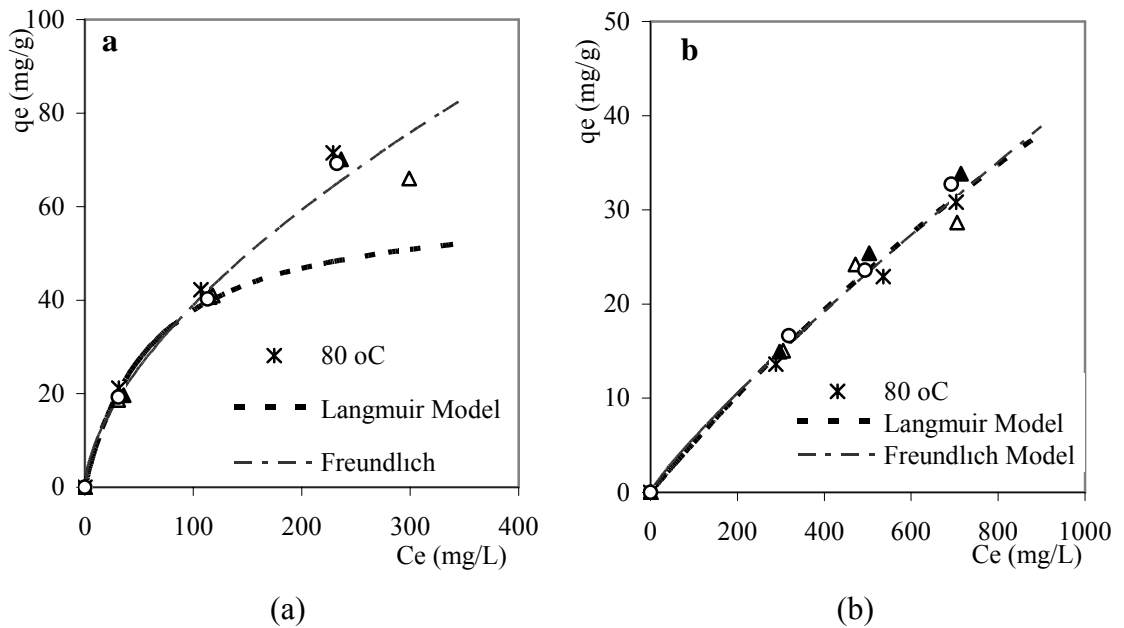 a
qe (mg/g)
100
80
60
40
20
0
0 100 200 300 400
Ce (mg/L)
80 oC
Langmuir Model
Freundlıch
(a)
b
qe (mg/g)
50
40
30
20
10
0
0 200 400 600 800 1000
Ce (mg/L)
80 oC
Langmuir Model
Freundlıch Model
(b)